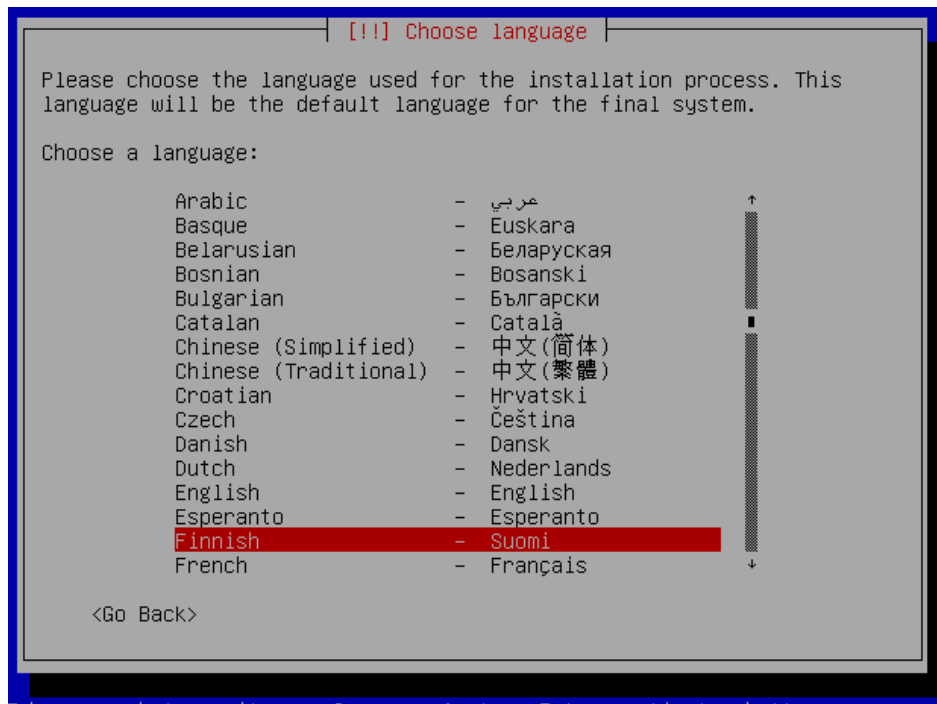 [!!] Choose language
Please choose the language used for the installation process. This
language will be the default language for the final system.
Choose a language:
Arabic - عربي
Basque - Euskara
Belarusian - Беларуская
Bosnian - Bosanski
Bulgarian - Български
Catalan - Català
Chinese (Simplified) - 中文(简体)
Chinese (Traditional) - 中文(繁體)
Croatian - Hrvatski
Czech - Čeština
Danish - Dansk
Dutch - Nederlands
English - English
Esperanto - Esperanto
Finnish - Suomi
French - Français
<Go Back>